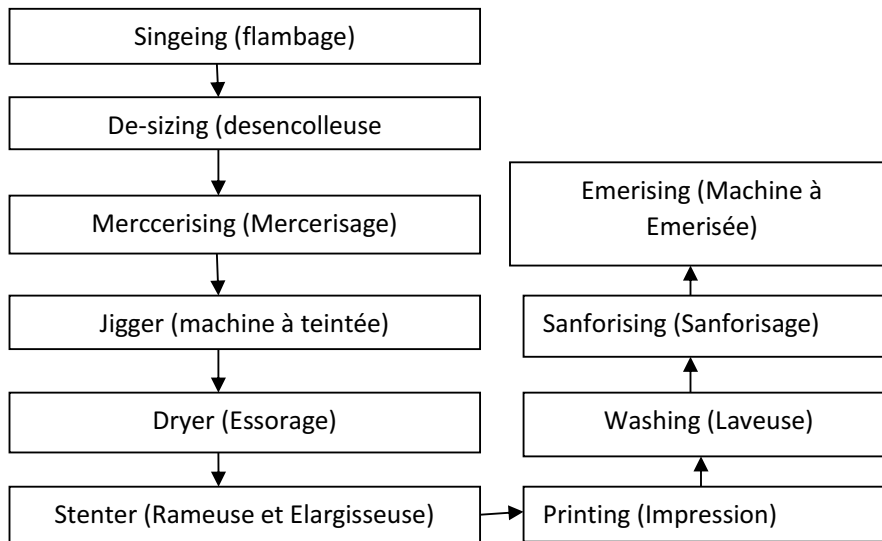 Singeing (flambage)
De-sizing (desencolleuse
Merccerising (Mercerisage)
Jigger (machine à teintée)
Dryer (Essorage)
Stenter (Rameuse et Elargisseuse)
Printing (Impression)
Washing (Laveuse)
Sanforising (Sanforisage)
Emerising (Machine à
Emerisée)